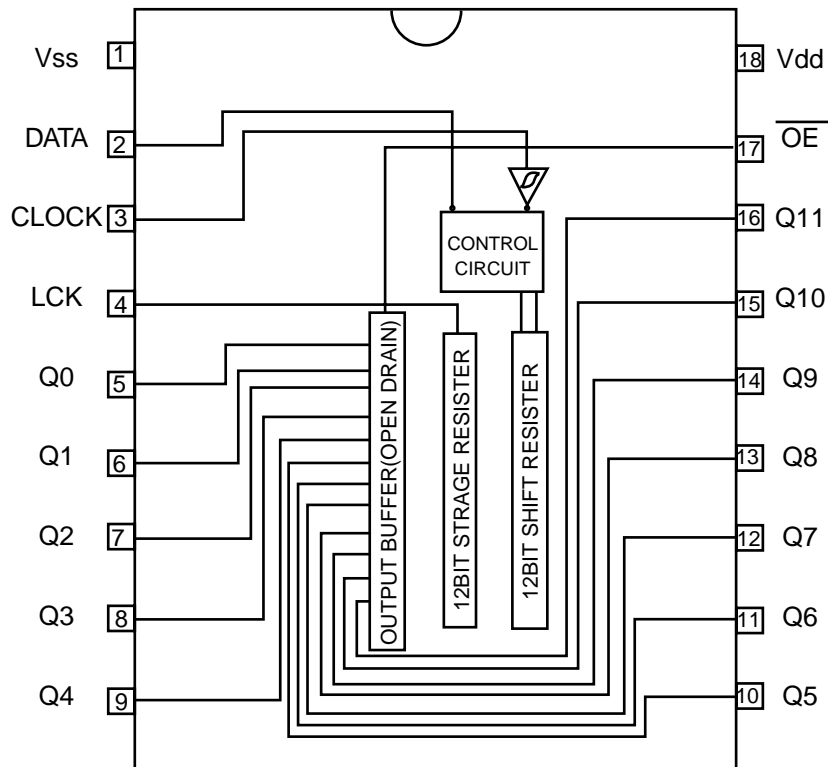 Vss 1
DATA 2
CLOCK 3
LCK 4
Q0 5
Q1 6
Q2 7
Q3 8
Q4 9
18 Vdd
17 OE
16 Q11
15 Q10
14 Q9
13 Q8
12 Q7
11 Q6
10 Q5
CONTROL
CIRCUIT
OUTPUT BUFFER(OPEN DRAIN)
12BIT STRAGE RESISTER
12BIT SHIFT RESISTER